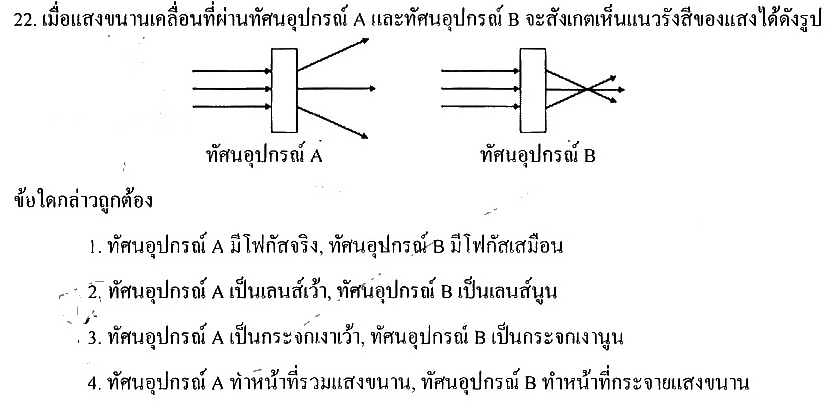 22. เมื่อแสงขนานเคลื่อนที่ผ่านทัศนอุปกรณ์ A และทัศนอุปกรณ์ B จะสังเกตเห็นแนวรังสีของแสงได้ดังรูป
ทัศนอุปกรณ์ A ทัศนอุปกรณ์ B
ข้อใดกล่าวถูกต้อง
1. ทัศนอุปกรณ์ A มีโฟกัสจริง, ทัศนอุปกรณ์ B มีโฟกัสเสมือน
2. ทัศนอุปกรณ์ A เป็นเลนส์เว้า, ทัศนอุปกรณ์ B เป็นเลนส์นูน
3. ทัศนอุปกรณ์ A เป็นกระจกเงาเว้า, ทัศนอุปกรณ์ B เป็นกระจกเงานูน
4. ทัศนอุปกรณ์ A ทำหน้าที่รวมแสงขนาน, ทัศนอุปกรณ์ B ทำหน้าที่กระจายแสงขนาน